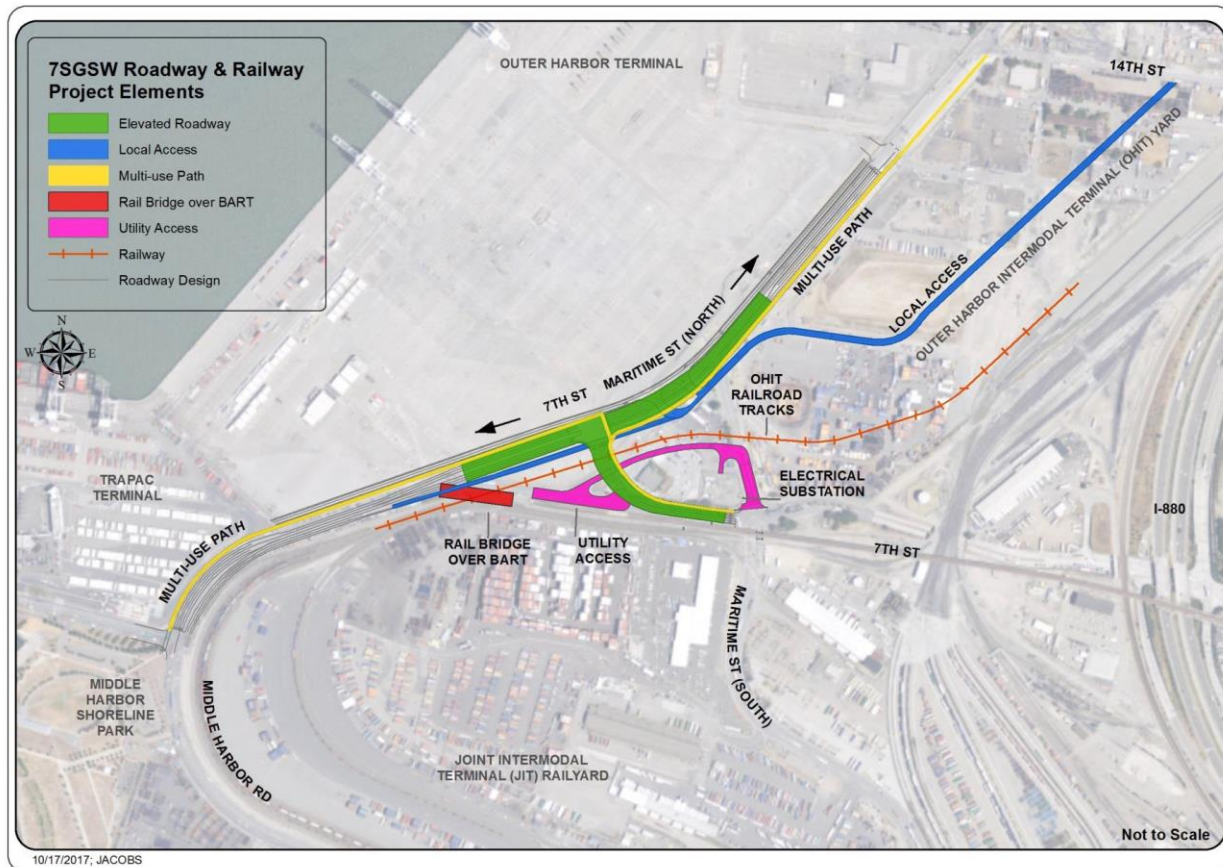 7SGSW Roadway & Railway
Project Elements
Elevated Roadway
Local Access
Multi-use Path
Rail Bridge over BART
Utility Access
Railway
Roadway Design
N
W
E
S
OUTER HARBOR TERMINAL
14TH ST
OUTER HARBOR INTERMODAL TERMINAL (OHIT) YARD
LOCAL ACCESS
MULTI-USE PATH
MARITIME ST (NORTH)
7TH ST
OHIT
RAILROAD
TRACKS
TRAPAC
TERMINAL
ELECTRICAL
SUBSTATION
I-880
MULTI-USE PATH
RAIL BRIDGE
OVER BART
UTILITY
ACCESS
7TH ST
MARITIME ST (SOUTH)
MIDDLE
HARBOR
SHORELINE
PARK
MIDDLE HARBOR RD
JOINT INTERMODAL
TERMINAL (JIT) RAILYARD
Not to Scale
10/17/2017; JACOBS